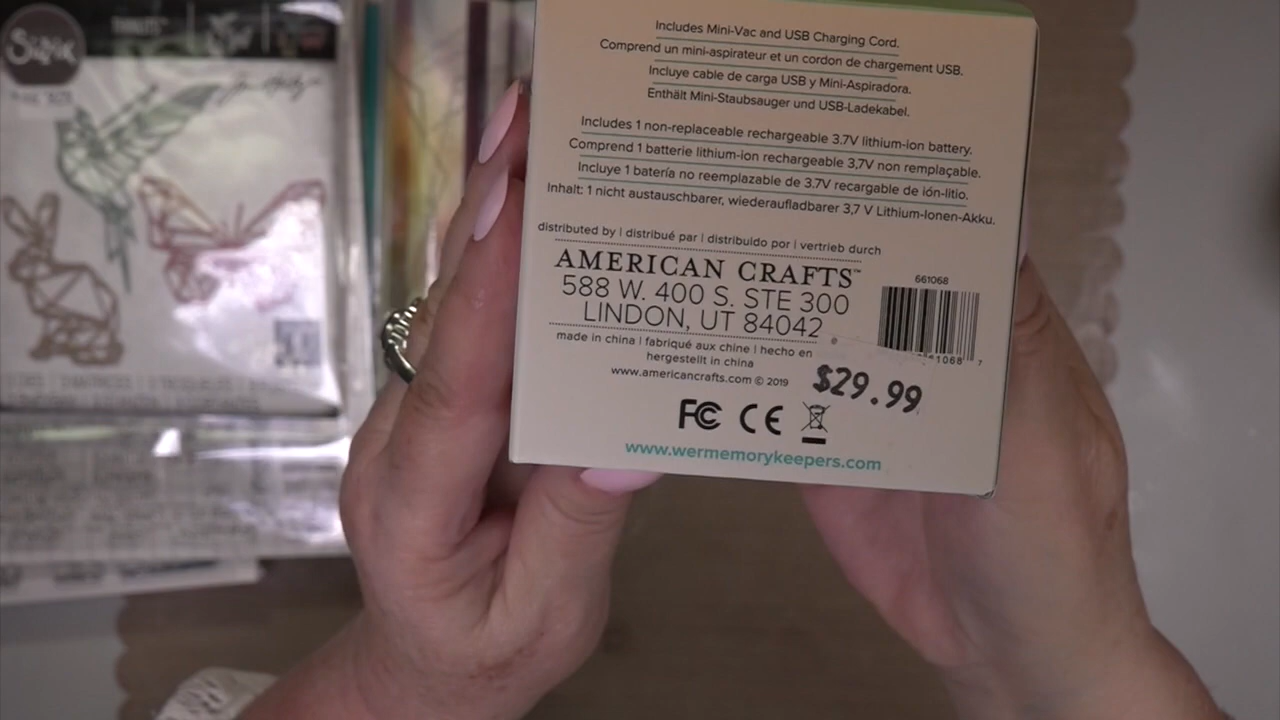 Sizzix
Tim Holtz
Includes Mini-Vac and USB Charging Cord.
Comprend un mini-aspirateur et un cordon de chargement USB.
Incluye cable de carga USB y Mini-Aspiradora.
Enthält Mini-Staubsauger und USB-Ladekabel.
Includes 1 non-replaceable rechargeable 3.7V lithium-ion battery.
Comprend 1 batterie lithium-ion rechargeable 3,7V non remplaçable.
Incluye 1 batería no reemplazable de 3.7V recargable de ión-litio.
Inhalt: 1 nicht austauschbarer, wiederaufladbarer 3,7 V Lithium-Ionen-Akku.
distributed by | distribué par | distribuido por | vertrieb durch
AMERICAN CRAFTS™
588 W. 400 S. STE 300
LINDON, UT 84042
made in china | fabriqué aux chine | hecho en
hergestellt in china
www.americancrafts.com © 2019
661068
$29.99
FC CE
www.wermemorykeepers.com